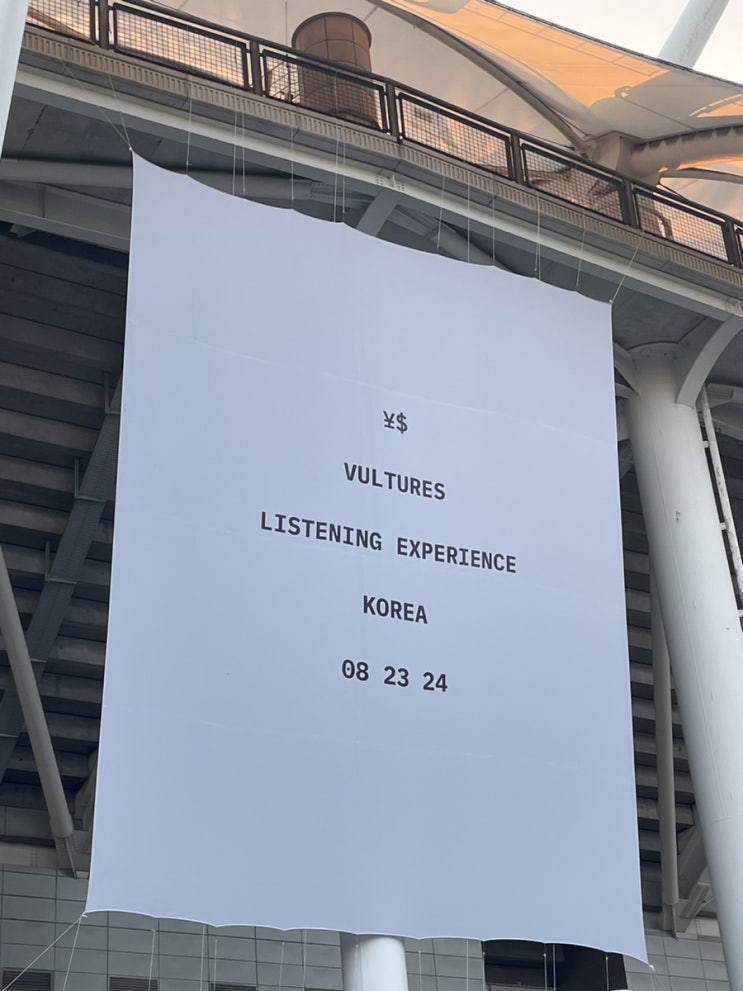 ¥$
VULTURES
LISTENING EXPERIENCE
KOREA
08 23 24